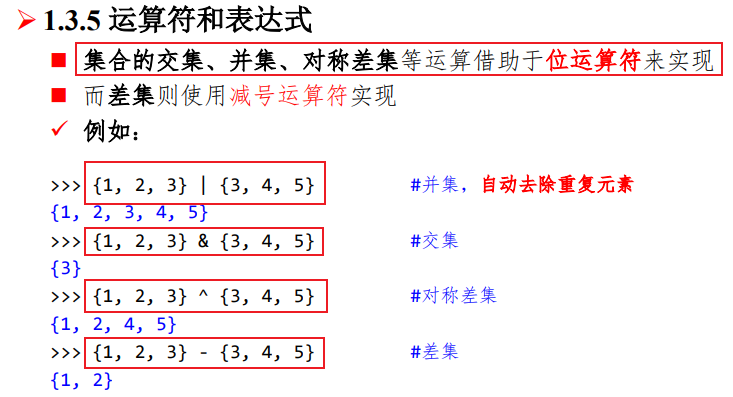 ➢ 1.3.5 运算符和表达式
■ 集合的交集、并集、对称差集等运算借助于位运算符来实现
■ 而差集则使用减号运算符实现
✓ 例如：
>>> {1, 2, 3} | {3, 4, 5} #并集，自动去除重复元素
{1, 2, 3, 4, 5}
>>> {1, 2, 3} & {3, 4, 5} #交集
{3}
>>> {1, 2, 3} ^ {3, 4, 5} #对称差集
{1, 2, 4, 5}
>>> {1, 2, 3} - {3, 4, 5} #差集
{1, 2}